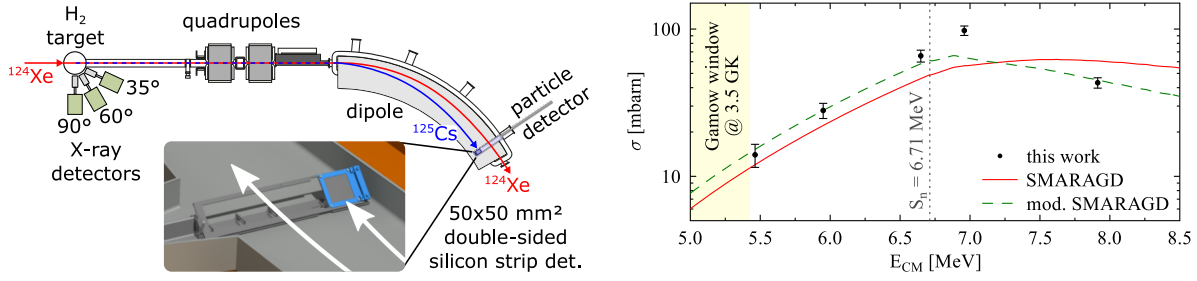 H₂
target
quadrupoles
¹²⁴Xe
35°
60°
90°
X-ray
detectors
dipole
particle
detector
¹²⁵Cs
¹²⁴Xe
50x50 mm²
double-sided
silicon strip det.
100
10
σ [mbarn]
Gamow window
@ 3.5 GK
Sₙ = 6.71 MeV
this work
SMARAGD
mod. SMARAGD
5.0 5.5 6.0 6.5 7.0 7.5 8.0 8.5
E_CM [MeV]